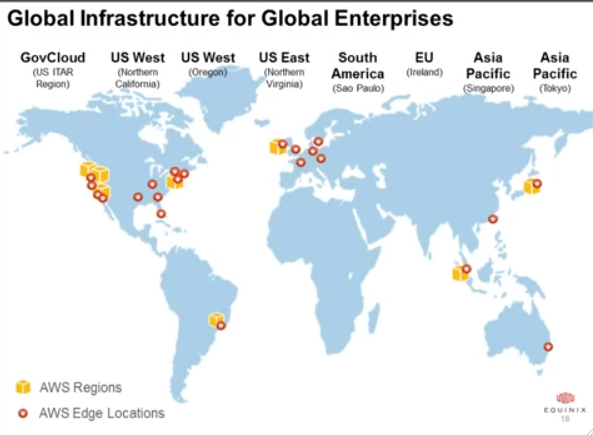 Global Infrastructure for Global Enterprises
GovCloud
(US ITAR
Region)
US West
(Northern
California)
US West
(Oregon)
US East
(Northern
Virginia)
South
America
(Sao Paulo)
EU
(Ireland)
Asia
Pacific
(Singapore)
Asia
Pacific
(Tokyo)
AWS Regions
AWS Edge Locations
EQUINIX